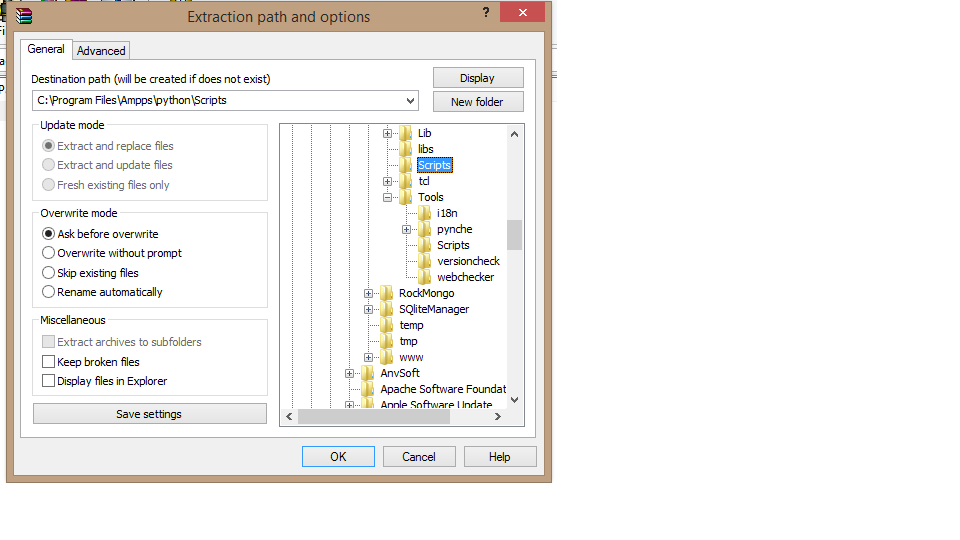 Extraction path and options
?
General
Advanced
Destination path (will be created if does not exist)
C:\Program Files\Ampps\python\Scripts
Display
New folder
Update mode
Extract and replace files
Extract and update files
Fresh existing files only
Overwrite mode
Ask before overwrite
Overwrite without prompt
Skip existing files
Rename automatically
Miscellaneous
Extract archives to subfolders
Keep broken files
Display files in Explorer
Save settings
Lib
libs
Scripts
tcl
Tools
i18n
pynche
Scripts
versioncheck
webchecker
RockMongo
SQliteManager
temp
tmp
www
AnvSoft
Apache Software Foundat
Apple Software Update
OK
Cancel
Help